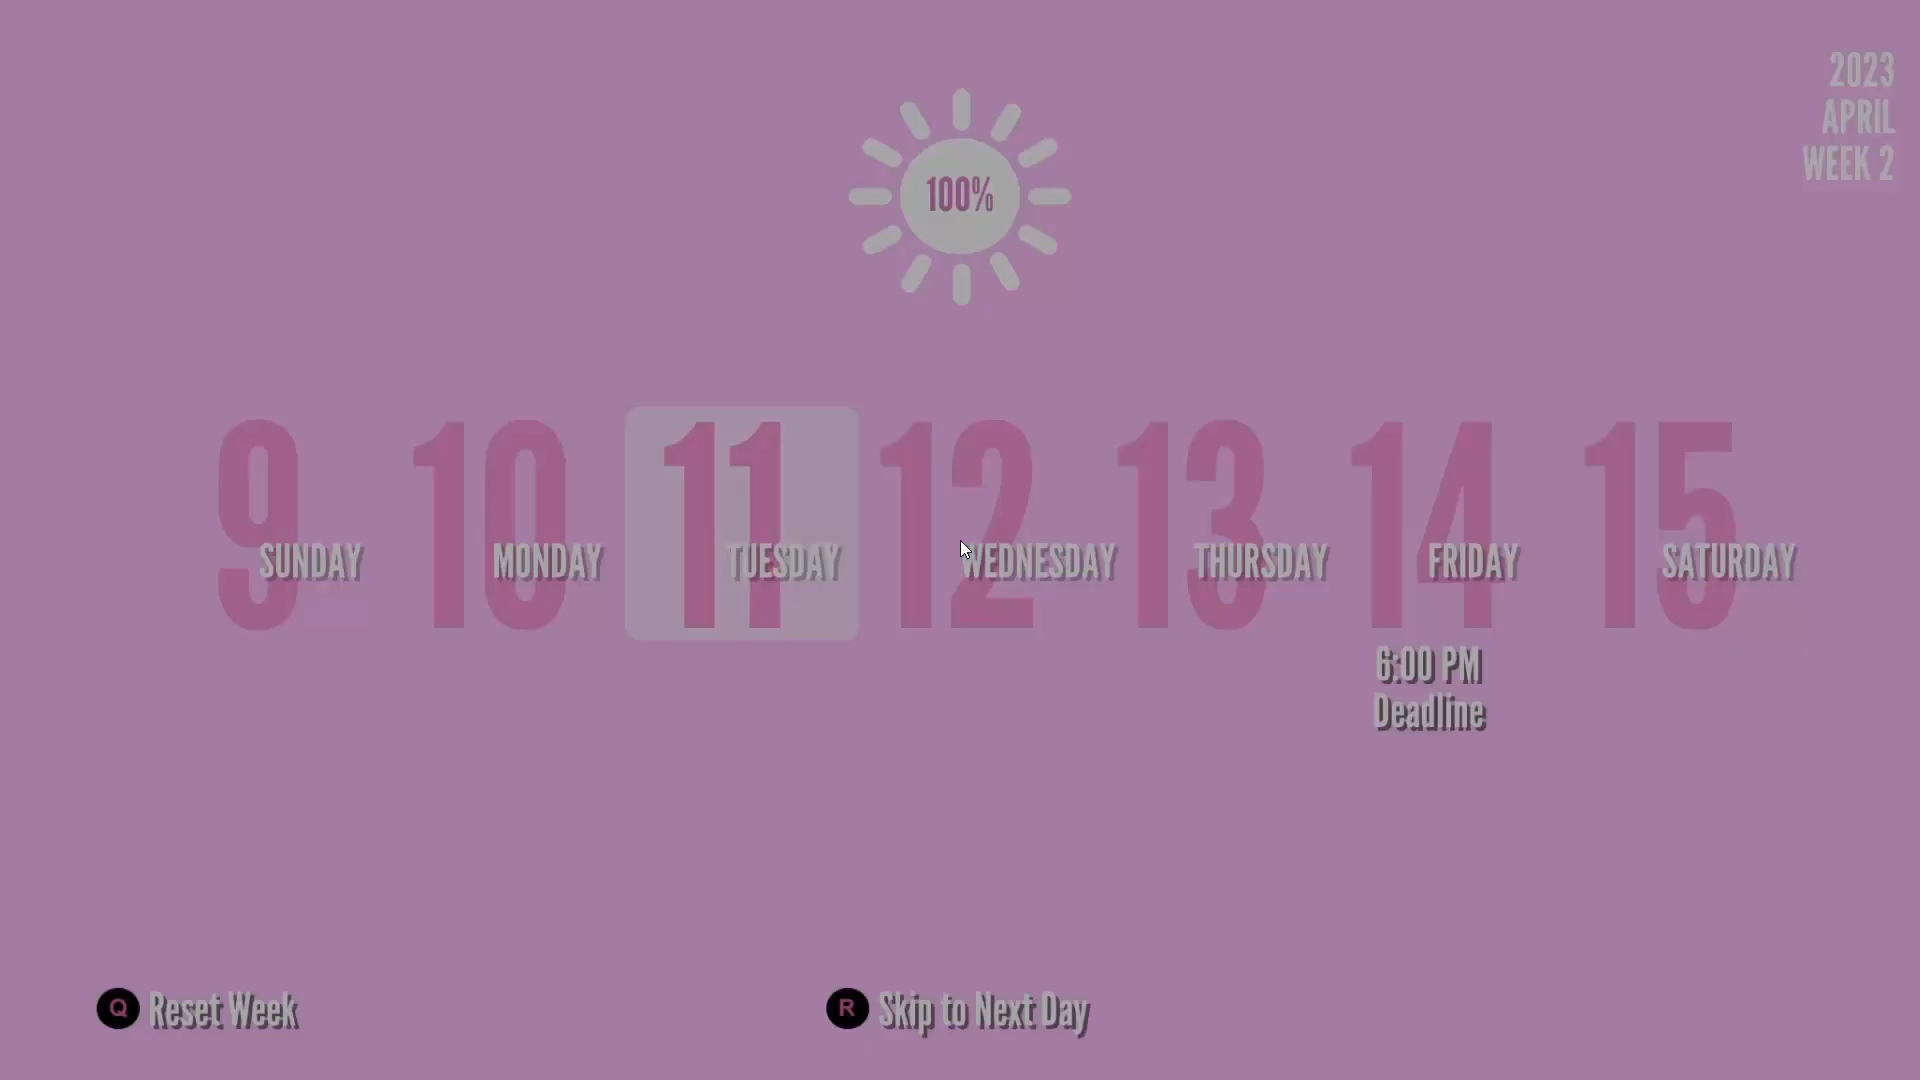 2023
APRIL
WEEK 2
100%
9 10 11 12 13 14 15
SUNDAY MONDAY TUESDAY WEDNESDAY THURSDAY FRIDAY SATURDAY
6:00 PM
Deadline
Q Reset Week
R Skip to Next Day